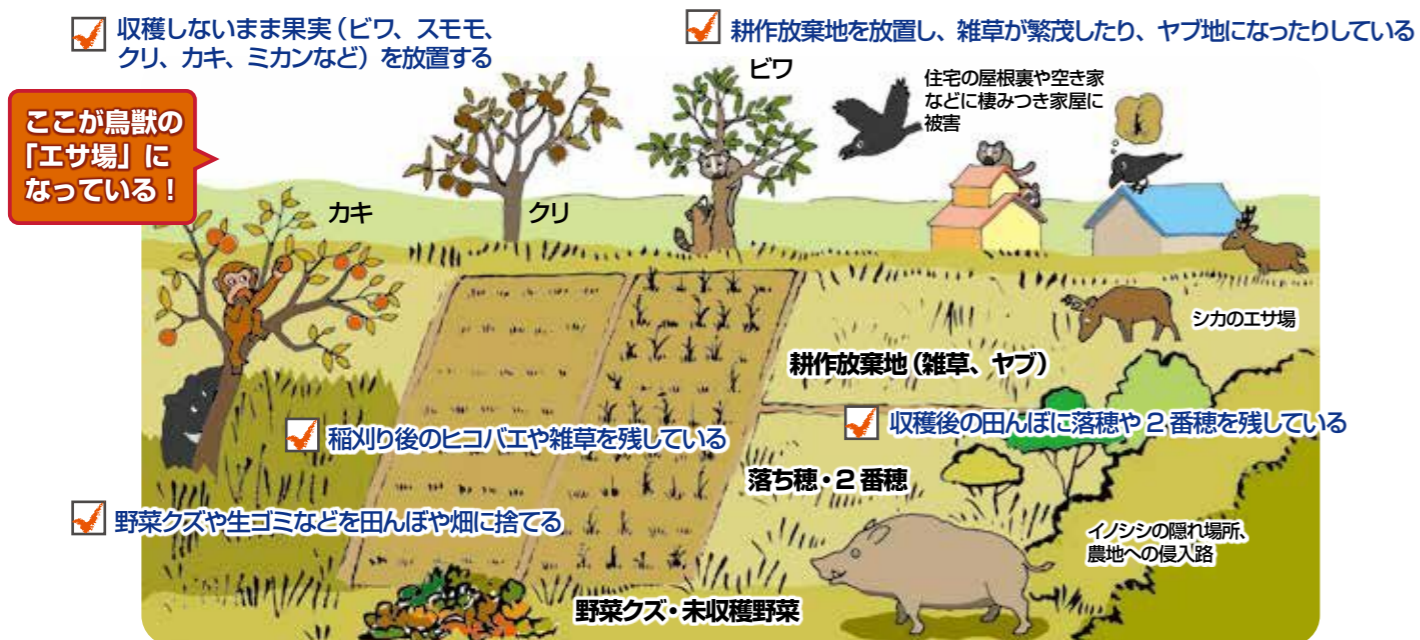 収穫しないまま果実（ビワ、スモモ、
クリ、カキ、ミカンなど）を放置する
耕作放棄地を放置し、雑草が繁茂したり、ヤブ地になったりしている
ここが鳥獣の
「エサ場」に
なっている！
ビワ
住宅の屋根裏や空き家
などに棲みつき家屋に
被害
カキ
クリ
シカのエサ場
耕作放棄地（雑草、ヤブ）
稲刈り後のヒコバエや雑草を残している
収穫後の田んぼに落穂や２番穂を残している
落ち穂・２番穂
野菜クズや生ゴミなどを田んぼや畑に捨てる
イノシシの隠れ場所、
農地への侵入路
野菜クズ・未収穫野菜